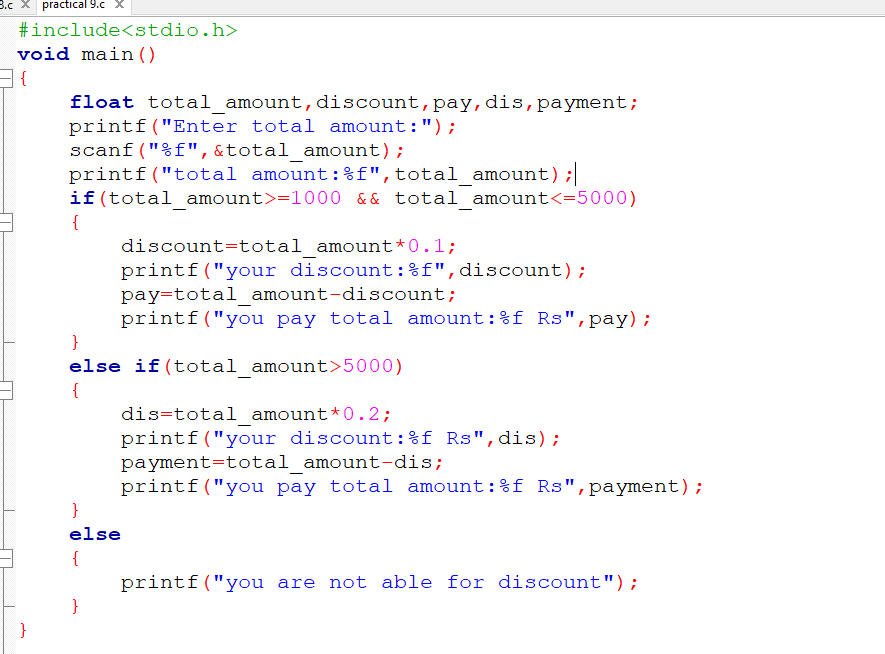 8.c practical 9.c
#include<stdio.h>
void main()
{
    float total_amount,discount,pay,dis,payment;
    printf("Enter total amount:");
    scanf("%f",&total_amount);
    printf("total amount:%f",total_amount);
    if(total_amount>=1000 && total_amount<=5000)
    {
        discount=total_amount*0.1;
        printf("your discount:%f",discount);
        pay=total_amount-discount;
        printf("you pay total amount:%f Rs",pay);
    }
    else if(total_amount>5000)
    {
        dis=total_amount*0.2;
        printf("your discount:%f Rs",dis);
        payment=total_amount-dis;
        printf("you pay total amount:%f Rs",payment);
    }
    else
    {
        printf("you are not able for discount");
    }
}